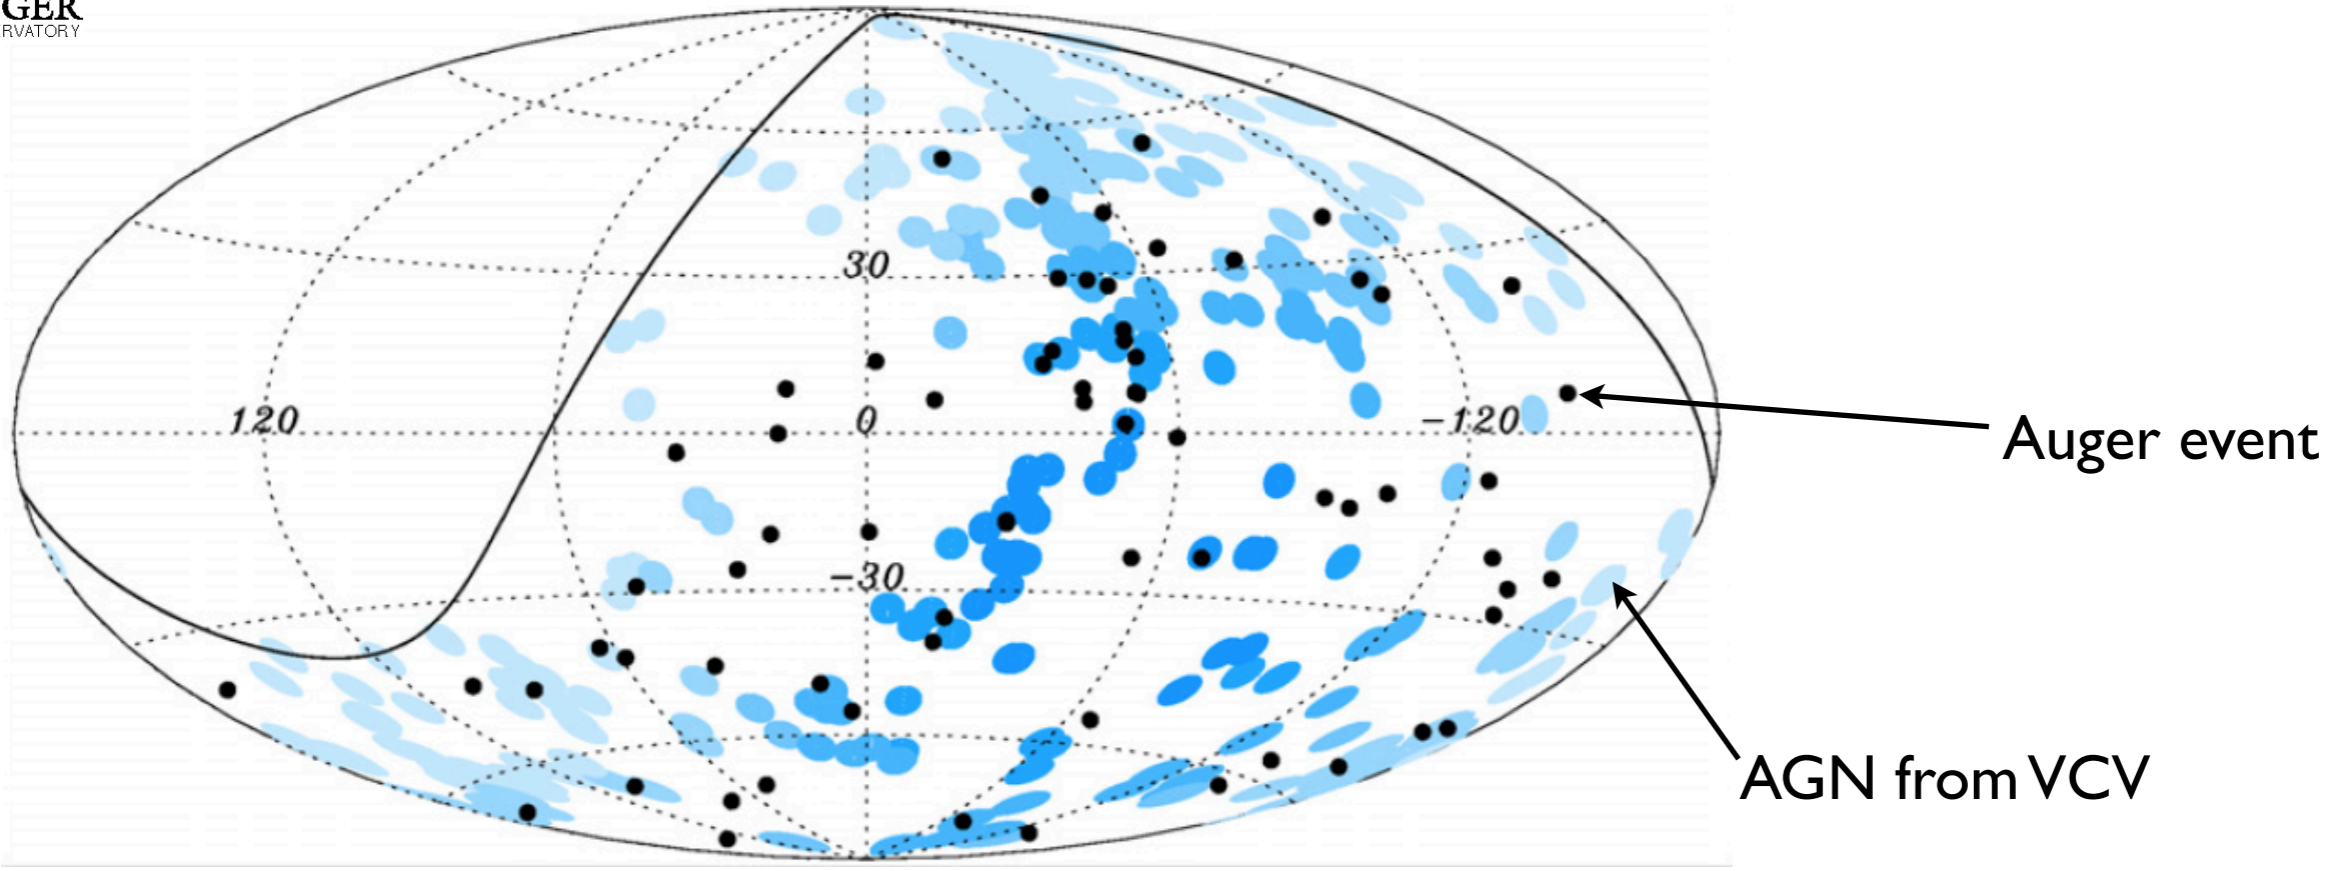 GER
RVATORY
30
120
0
-120
Auger event
-30
AGN from VCV